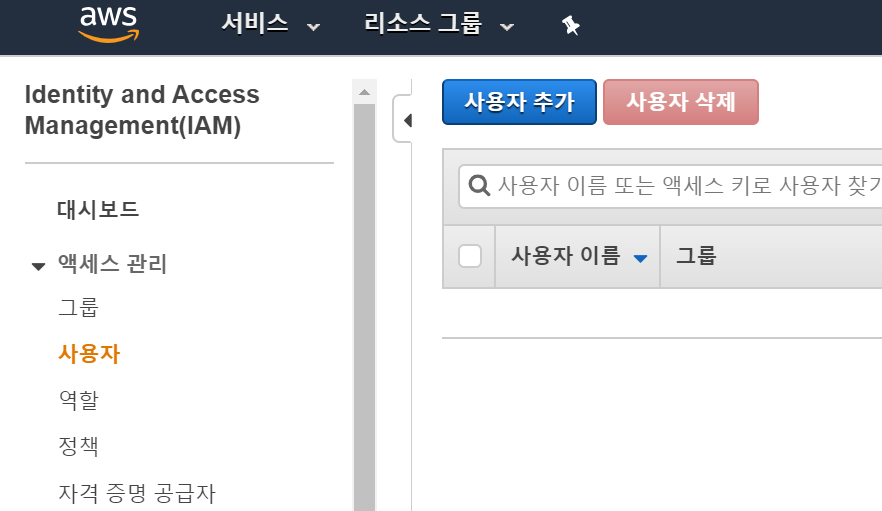 aws 서비스 리소스 그룹
Identity and Access
Management(IAM)
대시보드
액세스 관리
그룹
사용자
역할
정책
자격 증명 공급자
사용자 추가 사용자 삭제
사용자 이름 또는 액세스 키로 사용자 찾기
사용자 이름 그룹